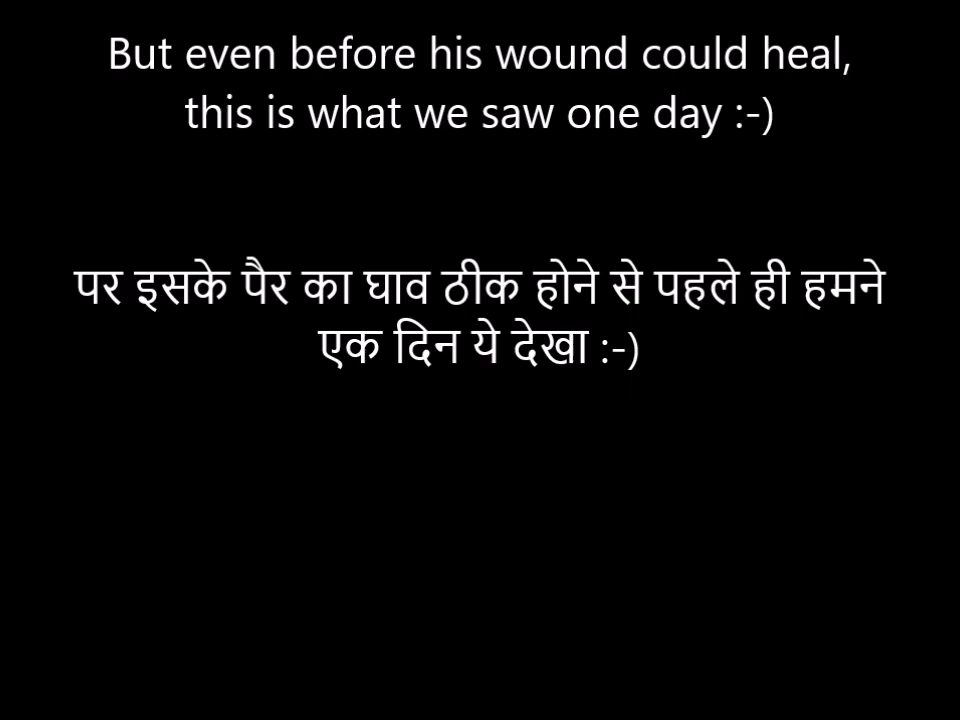 But even before his wound could heal,
this is what we saw one day :-)
पर इसके पैर का घाव ठीक होने से पहले ही हमने
एक दिन ये देखा :-)